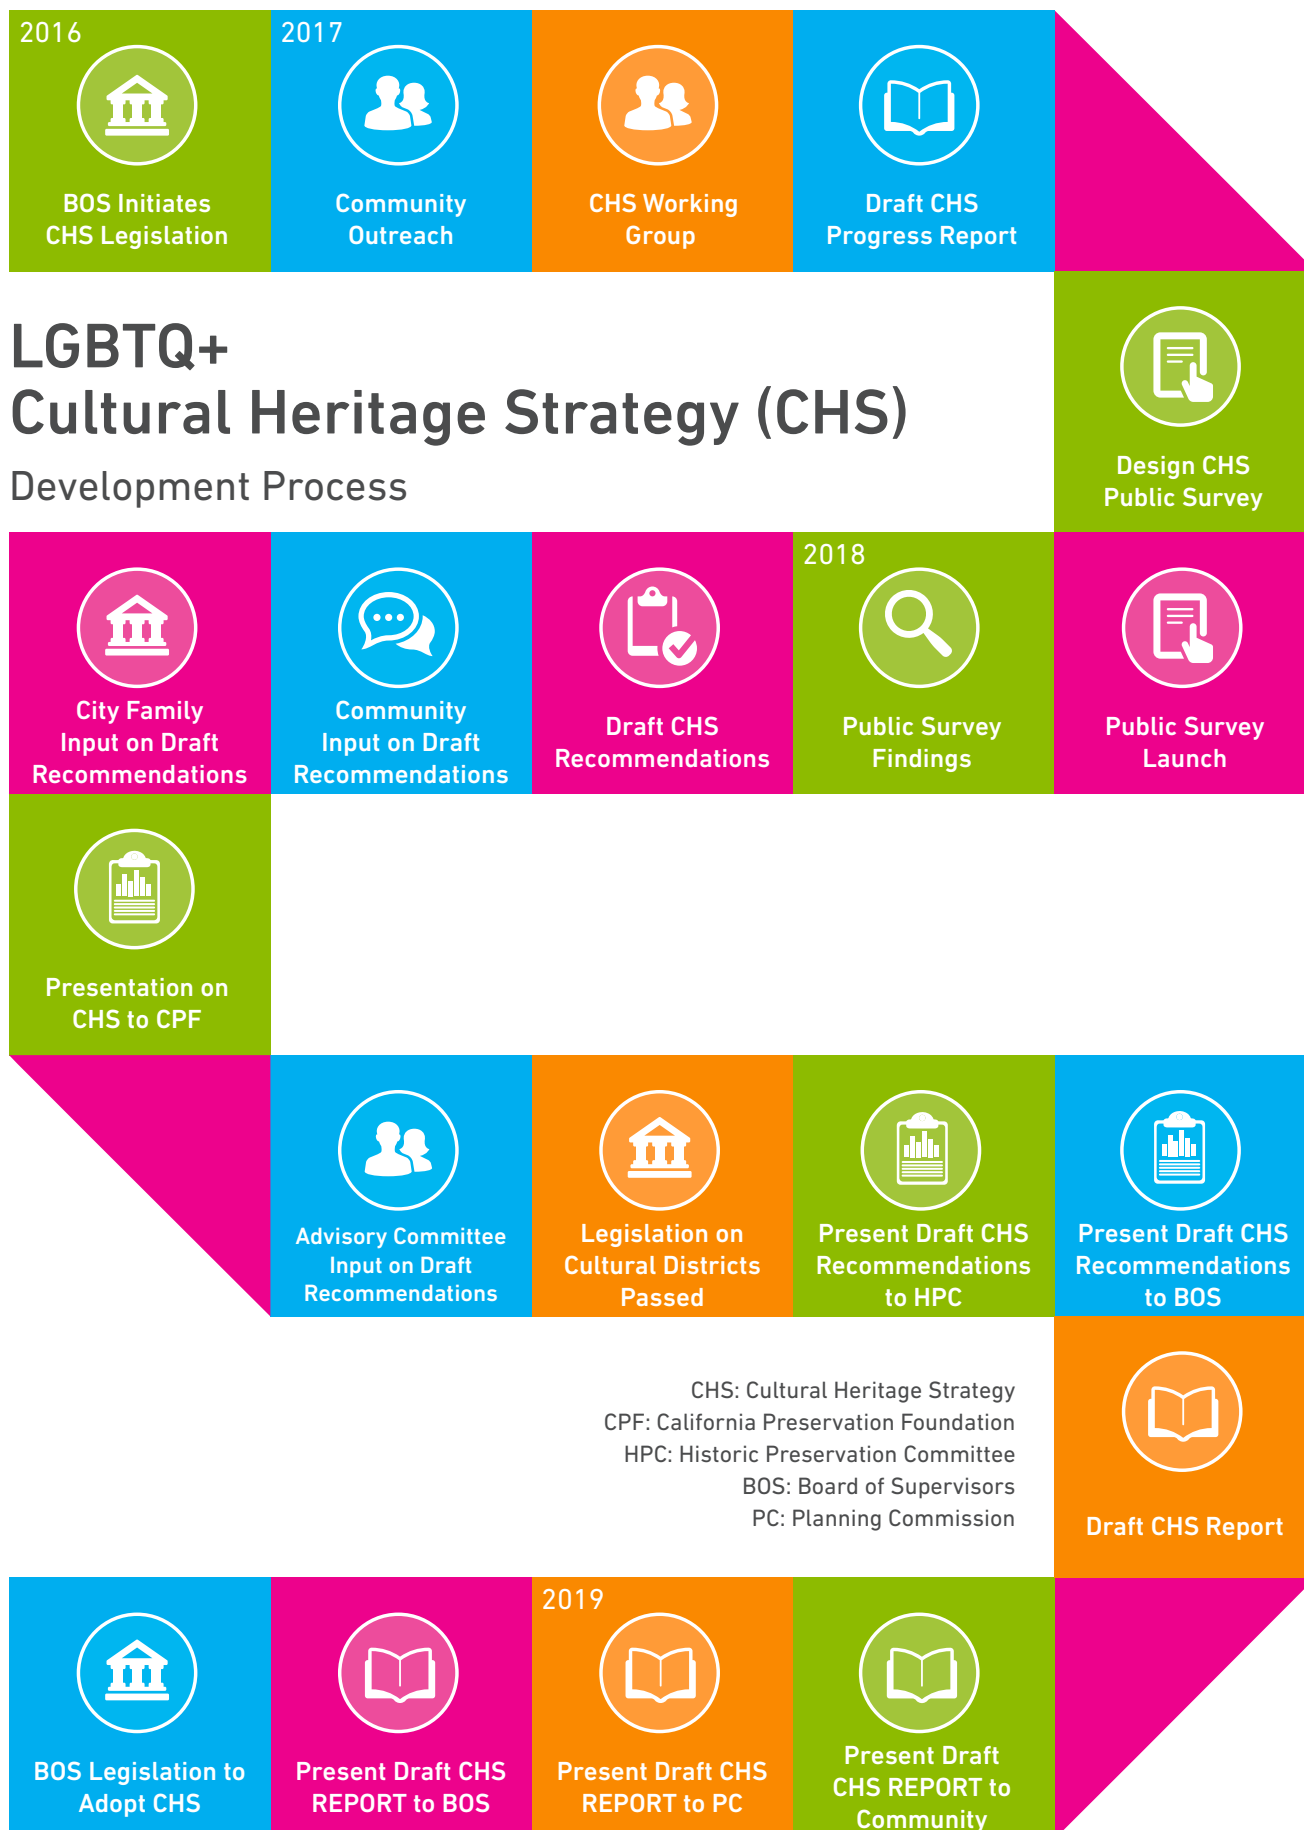 2016
BOS Initiates
CHS Legislation
2017
Community
Outreach
CHS Working
Group
Draft CHS
Progress Report
LGBTQ+
Cultural Heritage Strategy (CHS)
Development Process
Design CHS
Public Survey
City Family
Input on Draft
Recommendations
Community
Input on Draft
Recommendations
Draft CHS
Recommendations
2018
Public Survey
Findings
Public Survey
Launch
Presentation on
CHS to CPF
Advisory Committee
Input on Draft
Recommendations
Legislation on
Cultural Districts
Passed
Present Draft CHS
Recommendations
to HPC
Present Draft CHS
Recommendations
to BOS
CHS: Cultural Heritage Strategy
CPF: California Preservation Foundation
HPC: Historic Preservation Committee
BOS: Board of Supervisors
PC: Planning Commission
Draft CHS Report
BOS Legislation to
Adopt CHS
Present Draft CHS
REPORT to BOS
2019
Present Draft CHS
REPORT to PC
Present Draft
CHS REPORT to
Community